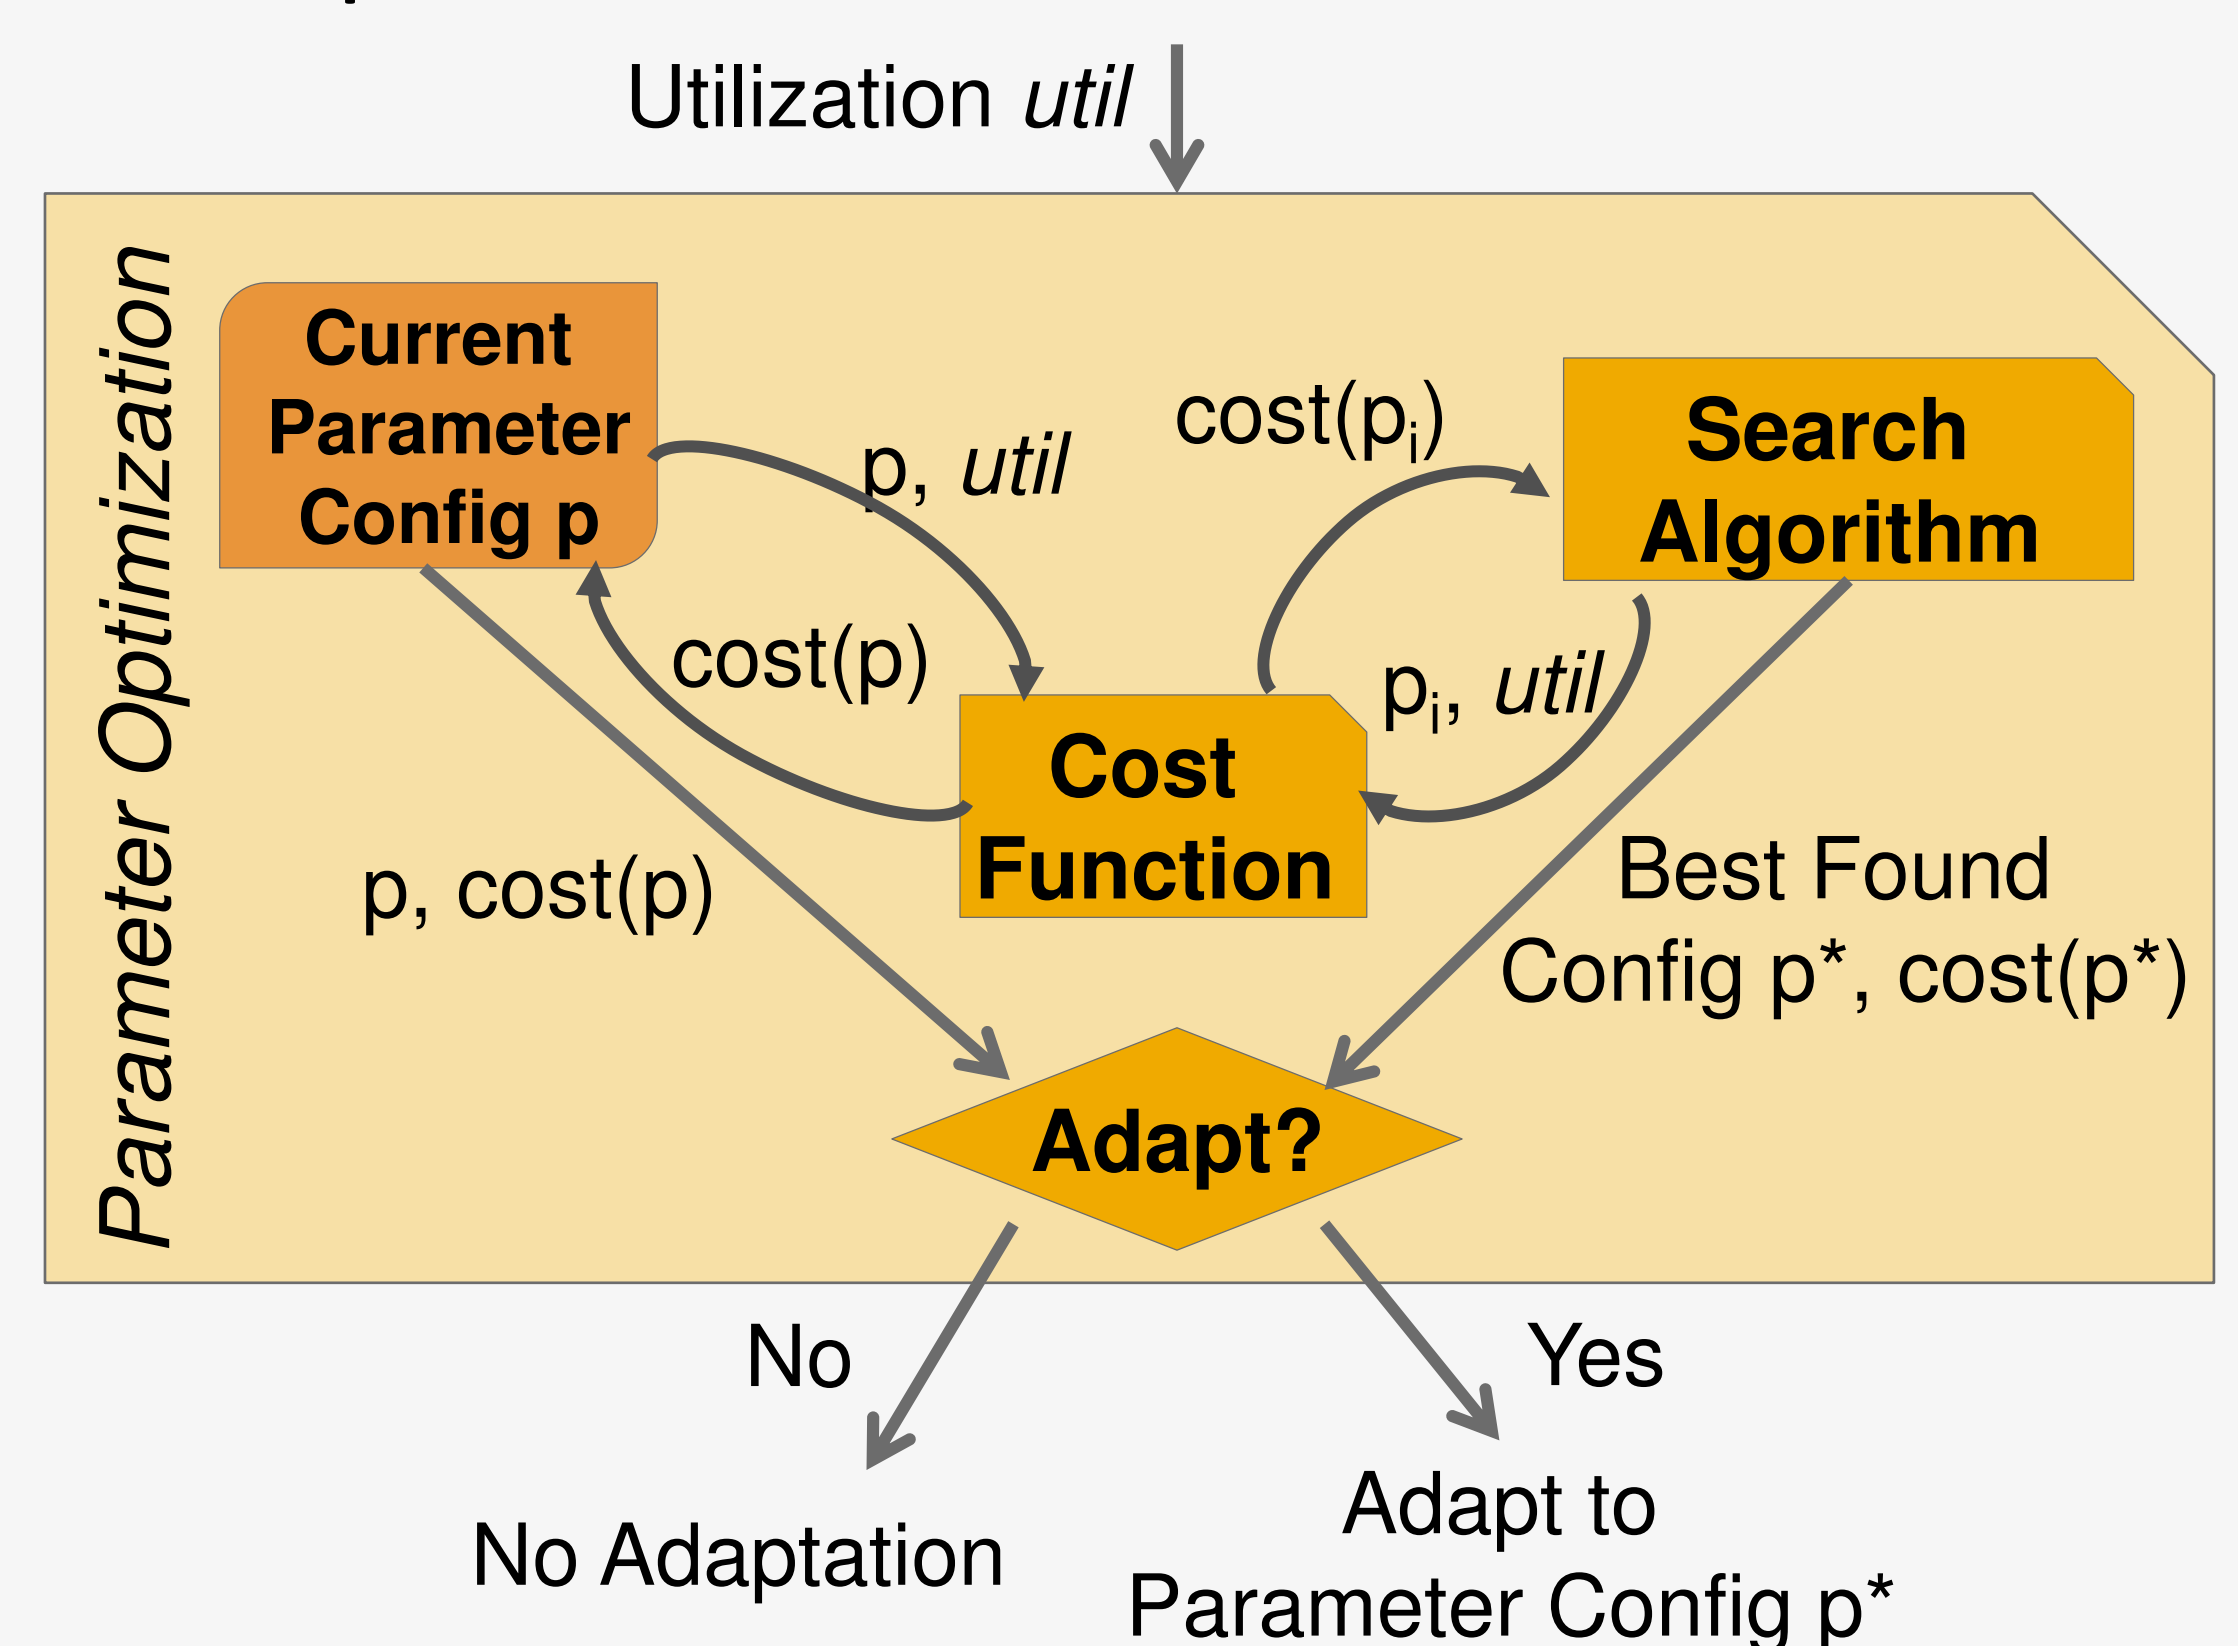 Utilization util
Parameter Optimization
Current
Parameter
Config p
p, util
cost(p)
cost(pi)
Search
Algorithm
pi, util
Cost
Function
p, cost(p)
Best Found
Config p*, cost(p*)
Adapt?
No
Yes
No Adaptation
Adapt to
Parameter Config p*